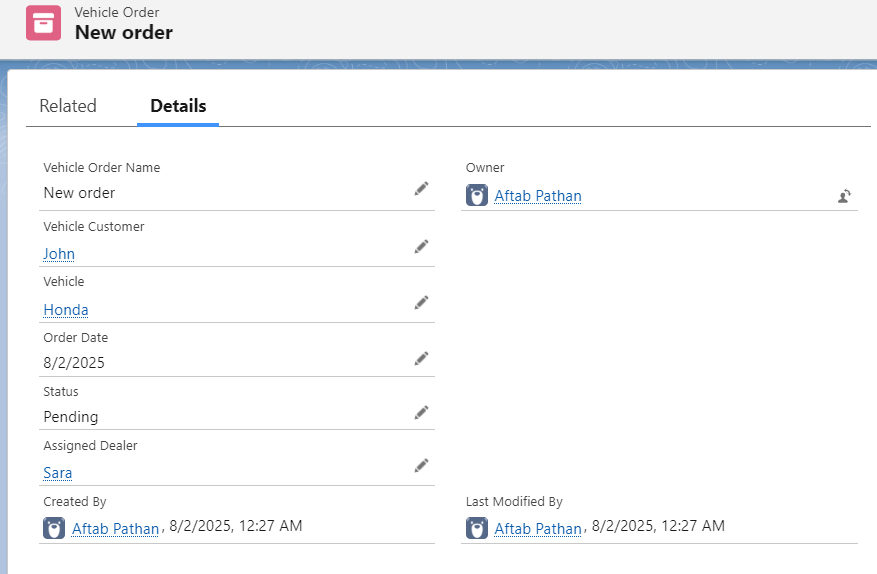 Vehicle Order
New order
Related Details
Vehicle Order Name
New order
Owner
Aftab Pathan
Vehicle Customer
John
Vehicle
Honda
Order Date
8/2/2025
Status
Pending
Assigned Dealer
Sara
Created By
Aftab Pathan, 8/2/2025, 12:27 AM
Last Modified By
Aftab Pathan, 8/2/2025, 12:27 AM